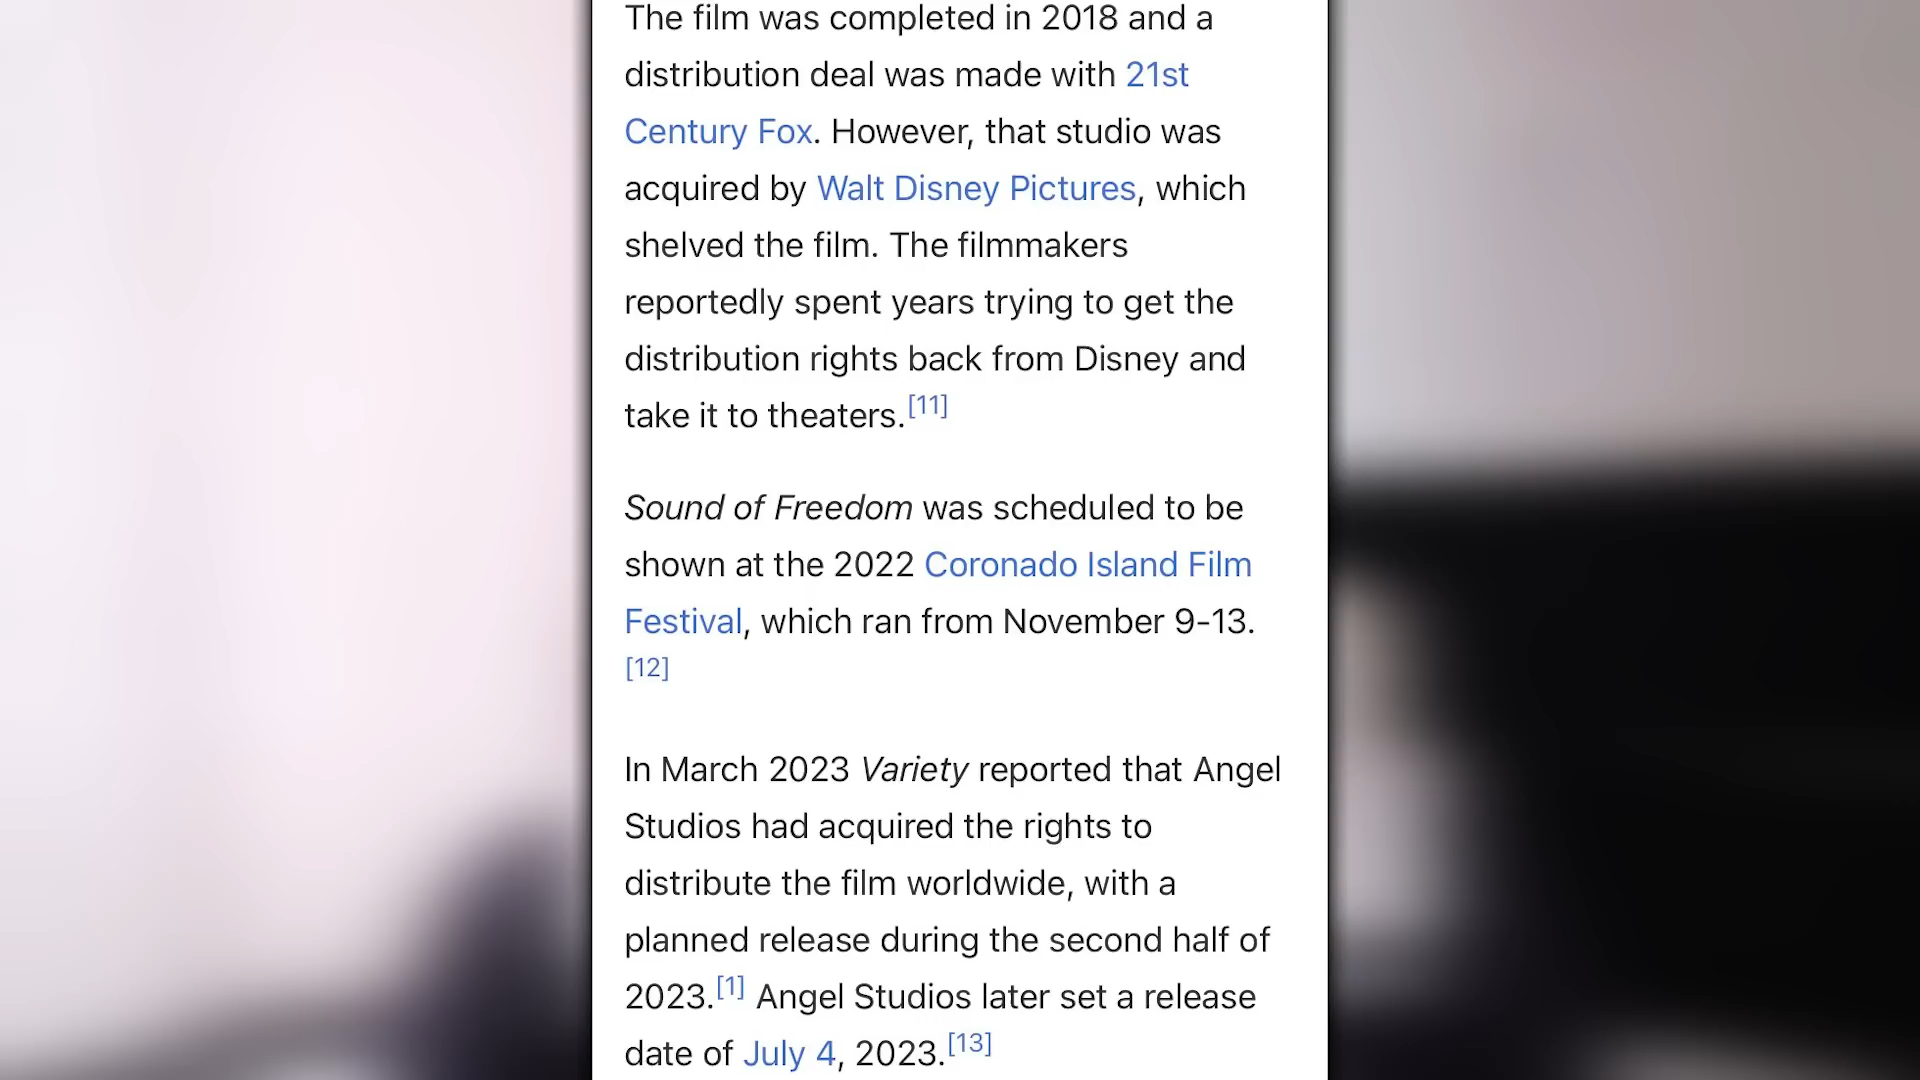 The film was completed in 2018 and a
distribution deal was made with 21st
Century Fox. However, that studio was
acquired by Walt Disney Pictures, which
shelved the film. The filmmakers
reportedly spent years trying to get the
distribution rights back from Disney and
take it to theaters.[11]
Sound of Freedom was scheduled to be
shown at the 2022 Coronado Island Film
Festival, which ran from November 9-13.
[12]
In March 2023 Variety reported that Angel
Studios had acquired the rights to
distribute the film worldwide, with a
planned release during the second half of
2023.[1] Angel Studios later set a release
date of July 4, 2023.[13]